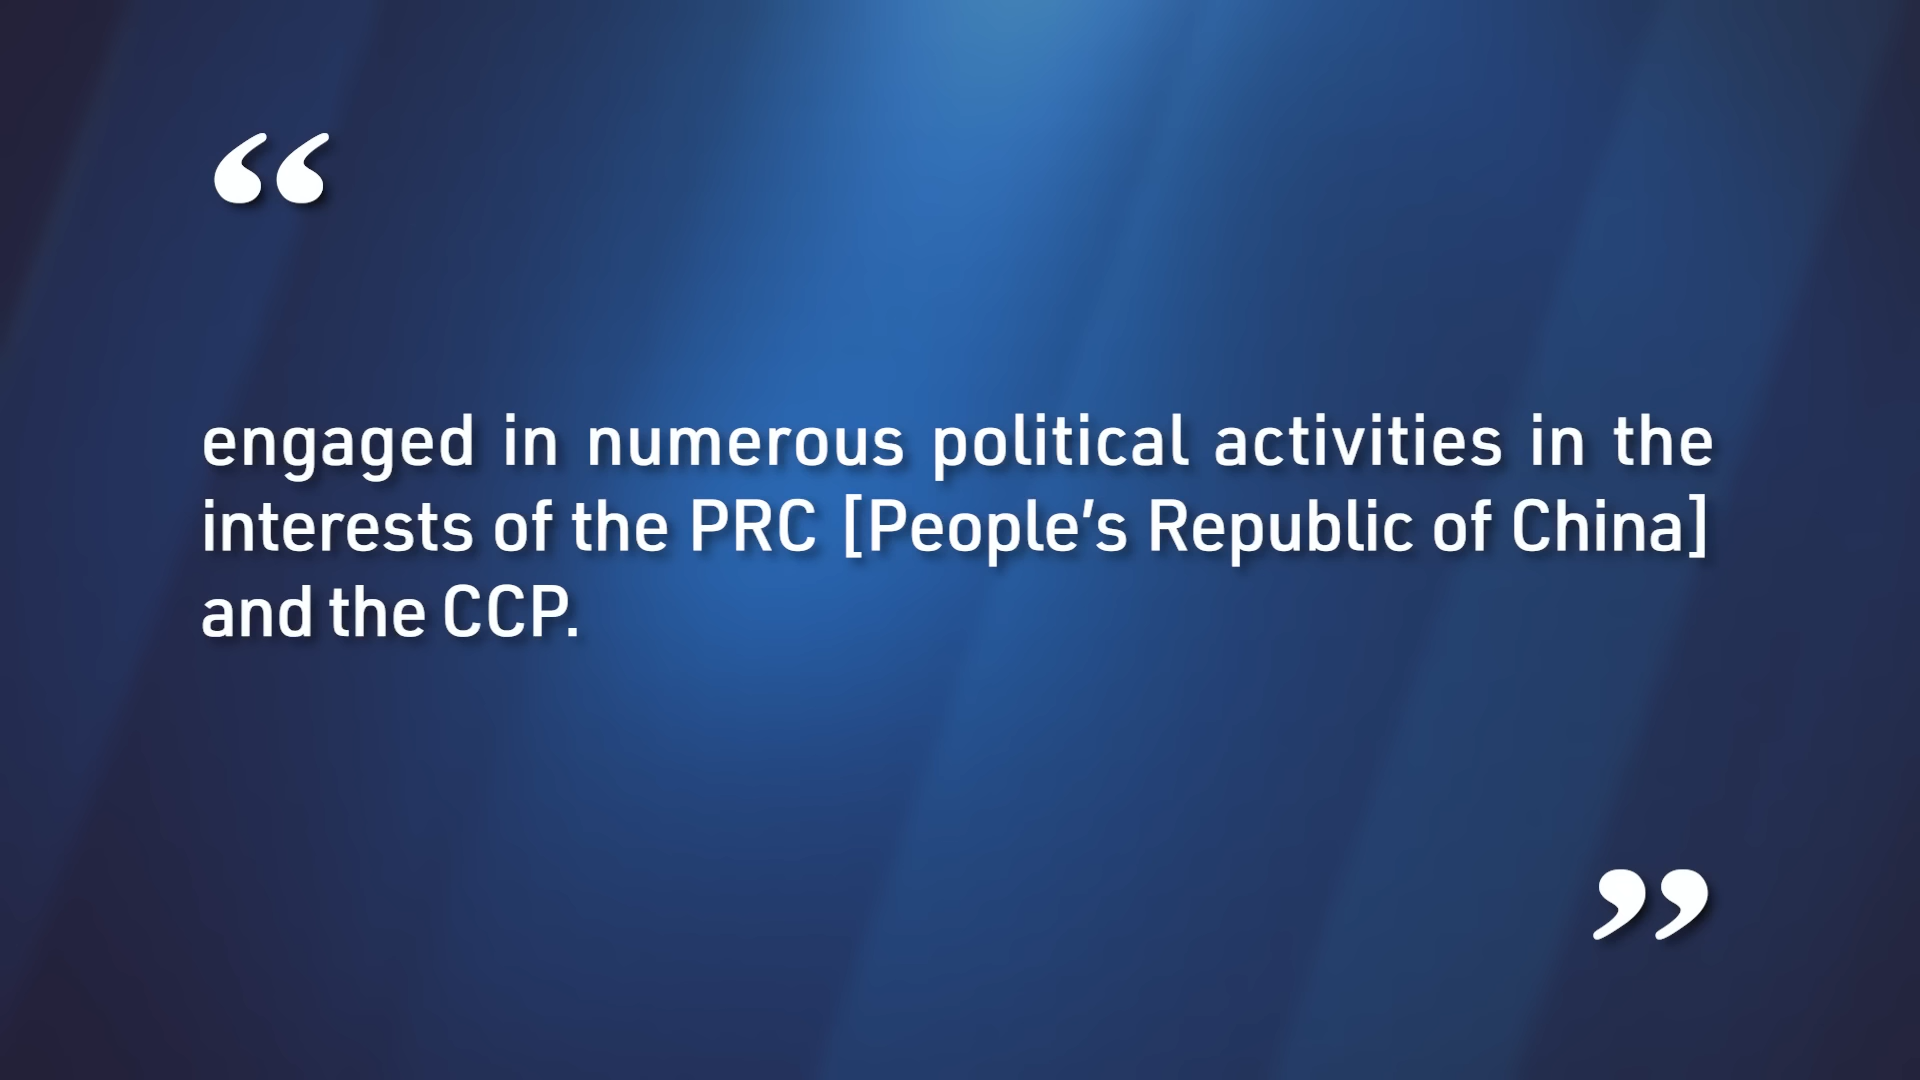 “
engaged in numerous political activities in the
interests of the PRC [People’s Republic of China]
and the CCP.
”